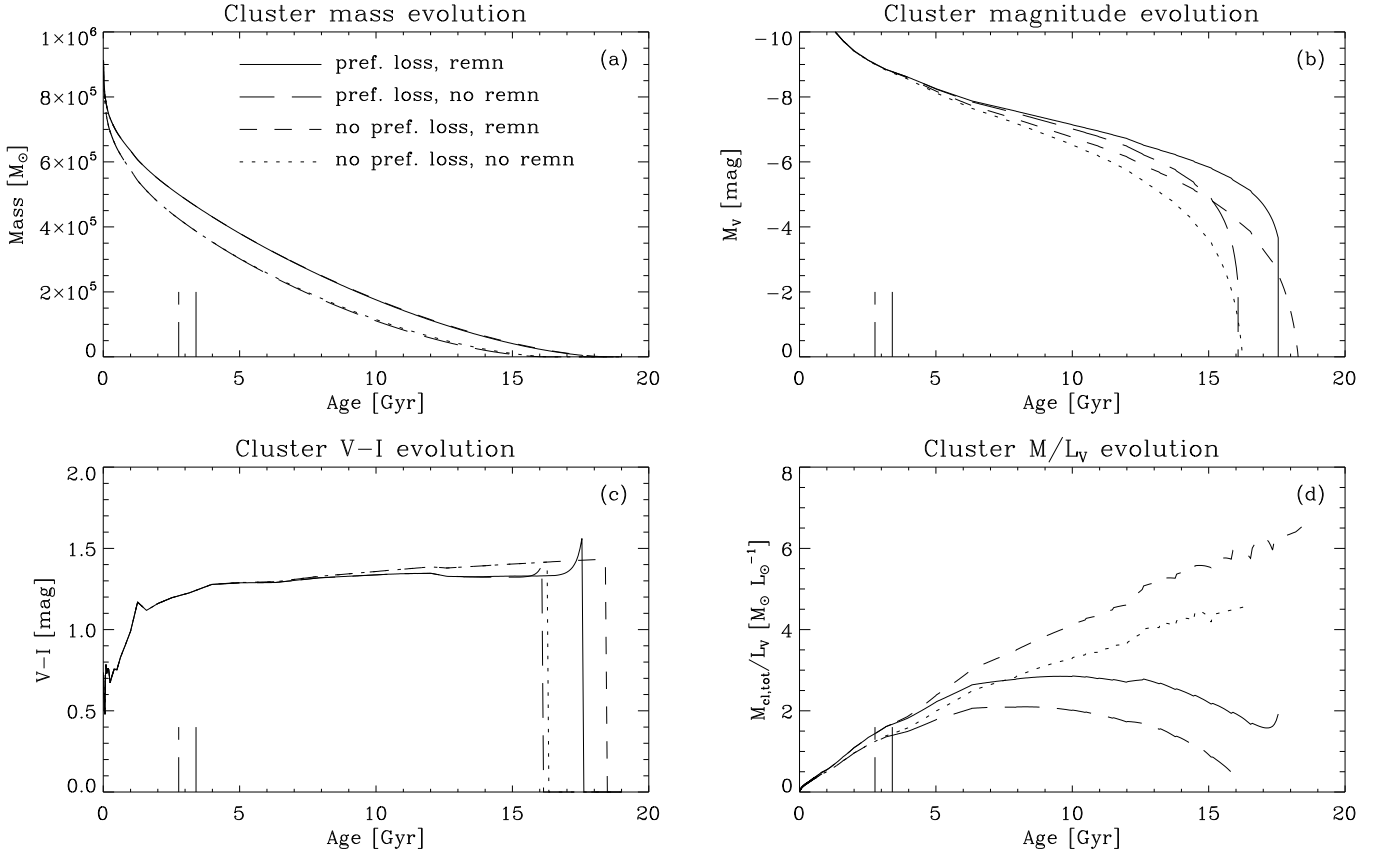 Cluster mass evolution
1×10⁶
8×10⁵
6×10⁵
4×10⁵
2×10⁵
0
Mass [M⊙]
(a)
pref. loss, remn
pref. loss, no remn
no pref. loss, remn
no pref. loss, no remn
0 5 10 15 20
Age [Gyr]
Cluster magnitude evolution
−10
−8
−6
−4
−2
0
M_V [mag]
(b)
0 5 10 15 20
Age [Gyr]
Cluster V−I evolution
2.0
1.5
1.0
0.5
0.0
V−I [mag]
(c)
0 5 10 15 20
Age [Gyr]
Cluster M/L_V evolution
8
6
4
2
0
M_cl,tot/L_V [M⊙ L⊙⁻¹]
(d)
0 5 10 15 20
Age [Gyr]